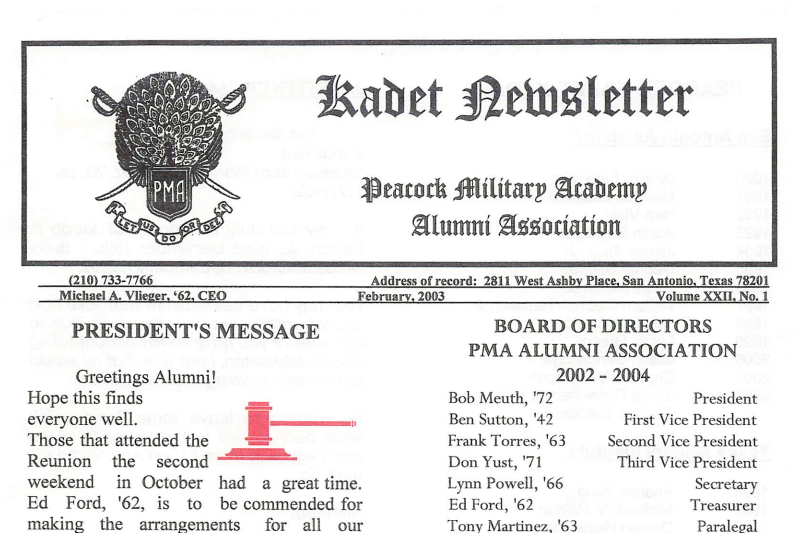 Kadet Newsletter
Peacock Military Academy
Alumni Association
PMA
LET US DO OR DEE
(210) 733-7766
Address of record: 2811 West Ashby Place, San Antonio, Texas 78201
Michael A. Vlieger, ‘62, CEO
February, 2003
Volume XXII, No. 1
PRESIDENT'S MESSAGE
Greetings Alumni!
Hope this finds
everyone well.
Those that attended the
Reunion the second
weekend in October had a great time.
Ed Ford, '62, is to be commended for
making the arrangements for all our
BOARD OF DIRECTORS
PMA ALUMNI ASSOCIATION
2002 – 2004
Bob Meuth, '72 President
Ben Sutton, '42 First Vice President
Frank Torres, '63 Second Vice President
Don Yust, '71 Third Vice President
Lynn Powell, '66 Secretary
Ed Ford, '62 Treasurer
Tony Martinez, '63 Paralegal